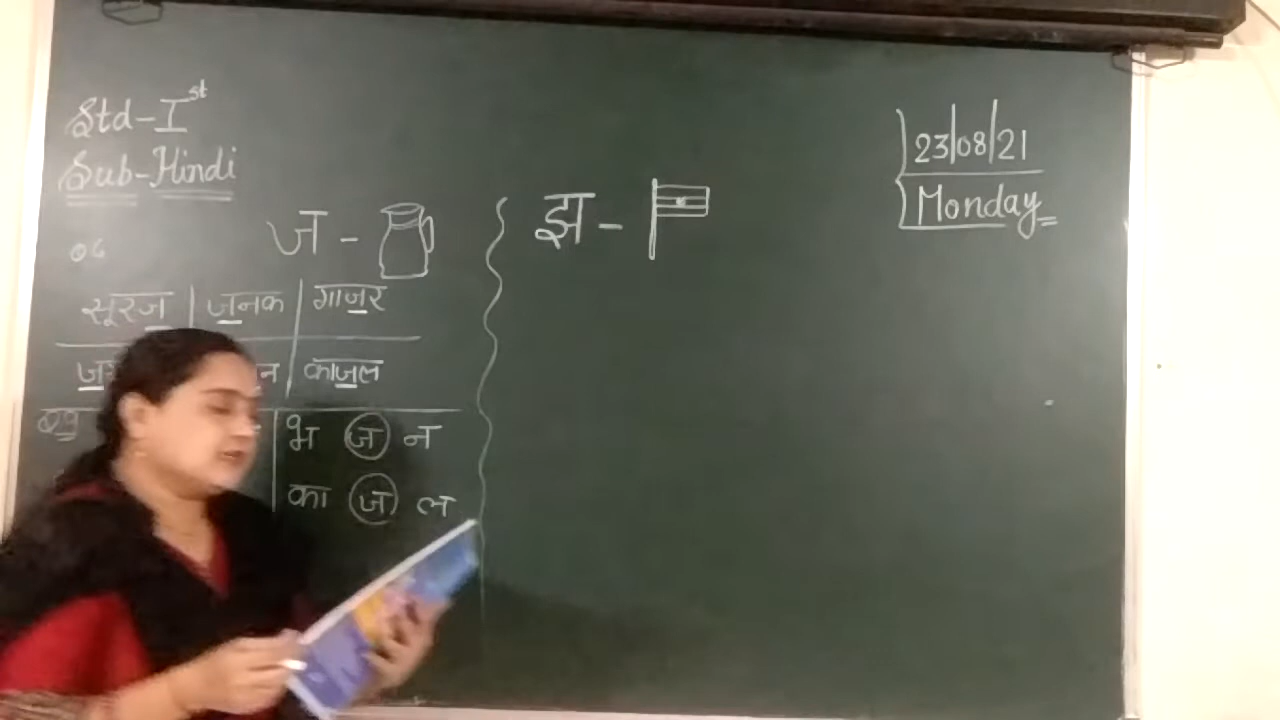 Std-Ist
Sub-Hindi
23/08/21
Monday
ज -
झ -
सूरज जनक गाजर
काजल
भ ज न
का ज ल